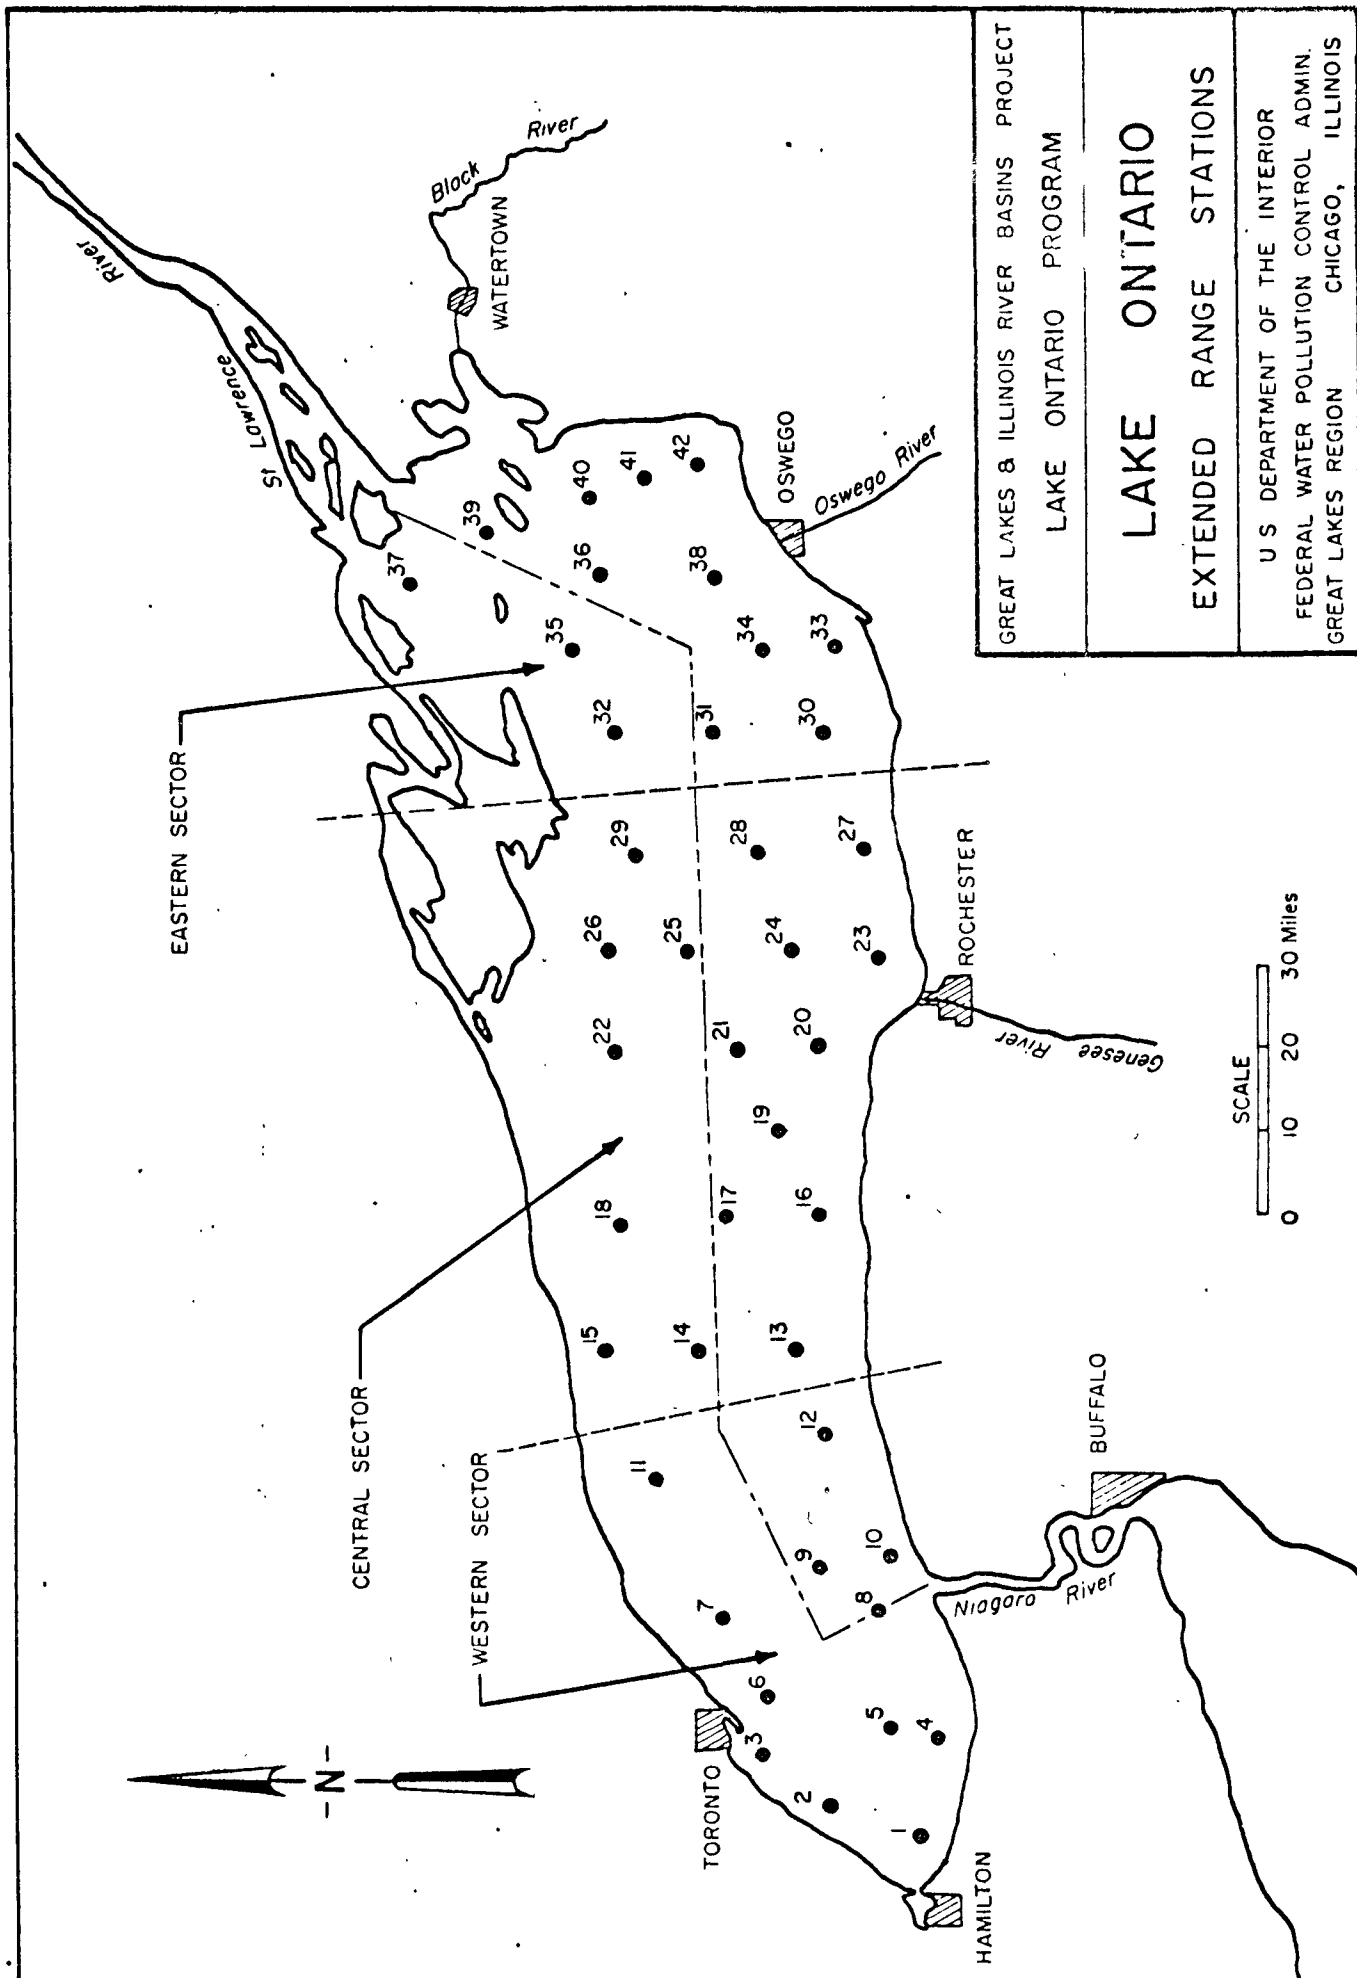 GREAT LAKES & ILLINOIS RIVER BASINS PROJECT
LAKE ONTARIO PROGRAM
LAKE ONTARIO
EXTENDED RANGE STATIONS
U S DEPARTMENT OF THE INTERIOR
FEDERAL WATER POLLUTION CONTROL ADMIN.
GREAT LAKES REGION CHICAGO, ILLINOIS
-N-
WESTERN SECTOR
CENTRAL SECTOR
EASTERN SECTOR
St Lawrence
River
Black
River
WATERTOWN
OSWEGO
Oswego River
ROCHESTER
Genesee
River
BUFFALO
Niagara
River
HAMILTON
TORONTO
1
2
3
4
5
6
7
8
9
10
11
12
13
14
15
16
17
18
19
20
21
22
23
24
25
26
27
28
29
30
31
32
33
34
35
36
37
38
39
40
41
42
SCALE
0 10 20 30 Miles